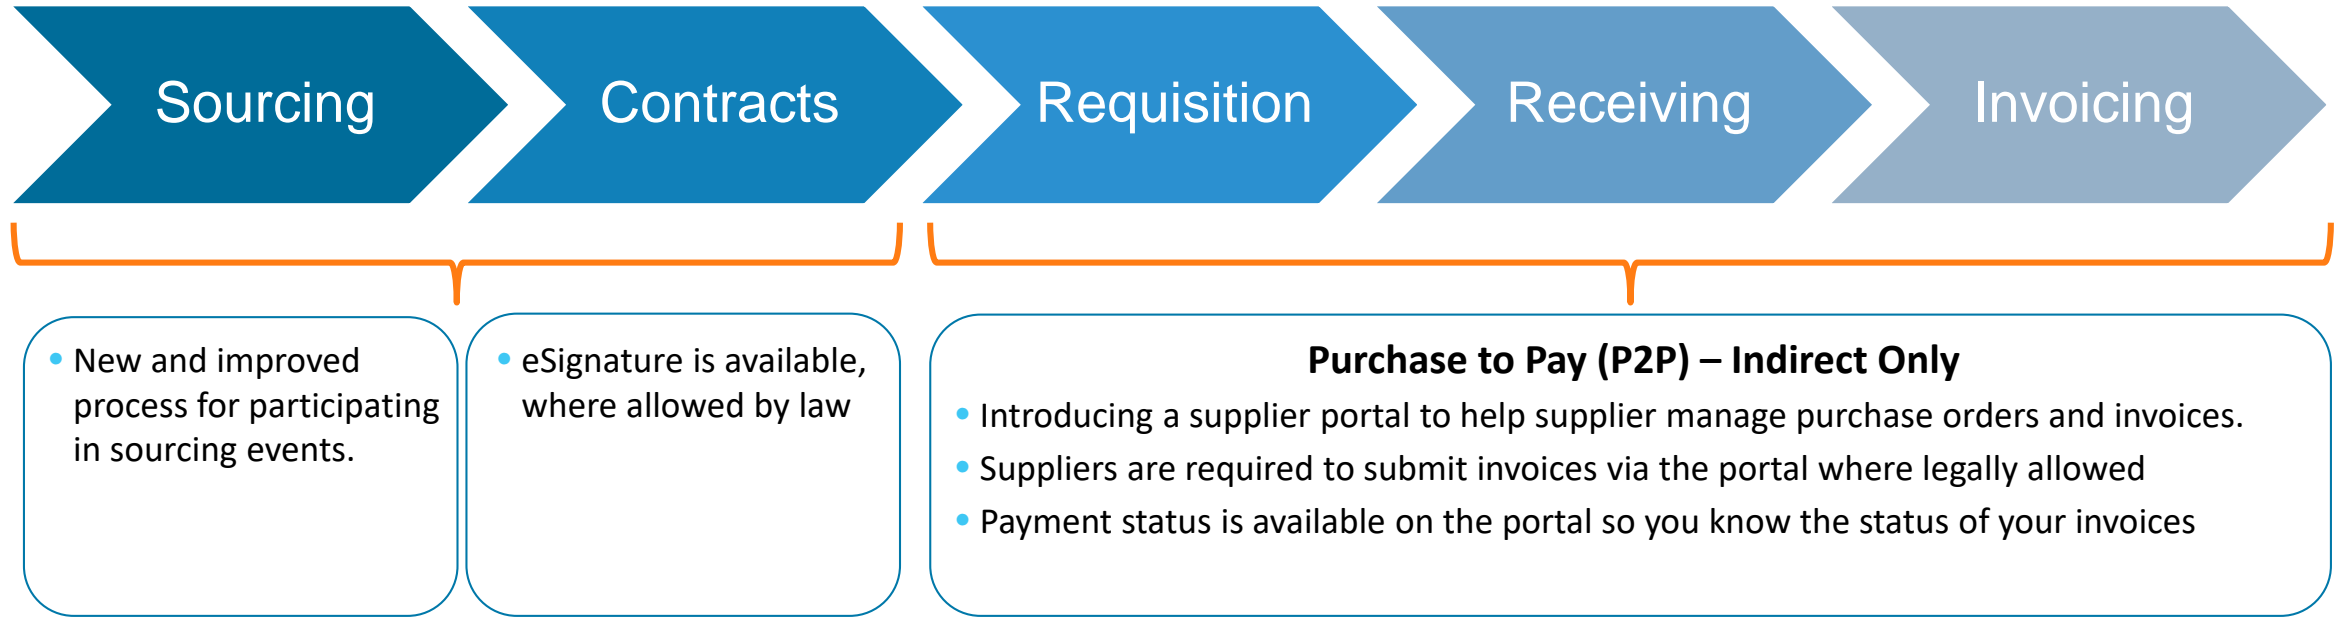 Sourcing
Contracts
Requisition
Receiving
Invoicing
• New and improved
process for participating
in sourcing events.
• eSignature is available,
where allowed by law
Purchase to Pay (P2P) – Indirect Only
• Introducing a supplier portal to help supplier manage purchase orders and invoices.
• Suppliers are required to submit invoices via the portal where legally allowed
• Payment status is available on the portal so you know the status of your invoices